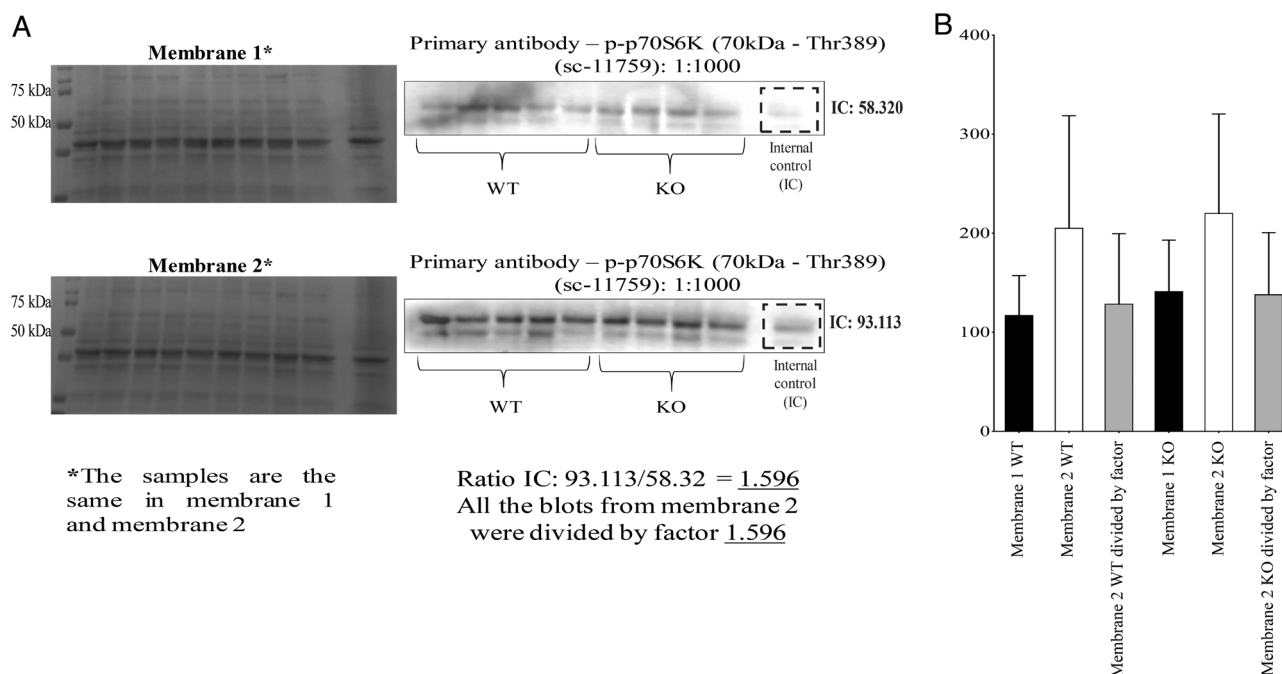 A
Membrane 1*
75 kDa
50 kDa
Primary antibody – p-p70S6K (70kDa - Thr389)
(sc-11759): 1:1000
IC: 58.320
WT
KO
Internal
control
(IC)
Membrane 2*
75 kDa
50 kDa
Primary antibody – p-p70S6K (70kDa - Thr389)
(sc-11759): 1:1000
IC: 93.113
WT
KO
Internal
control
(IC)
*The samples are the
same in membrane 1
and membrane 2
Ratio IC: 93.113/58.32 = 1.596
All the blots from membrane 2
were divided by factor 1.596
B
400
300
200
100
0
Membrane 1 WT
Membrane 2 WT
Membrane 2 WT divided by factor
Membrane 1 KO
Membrane 2 KO
Membrane 2 KO divided by factor